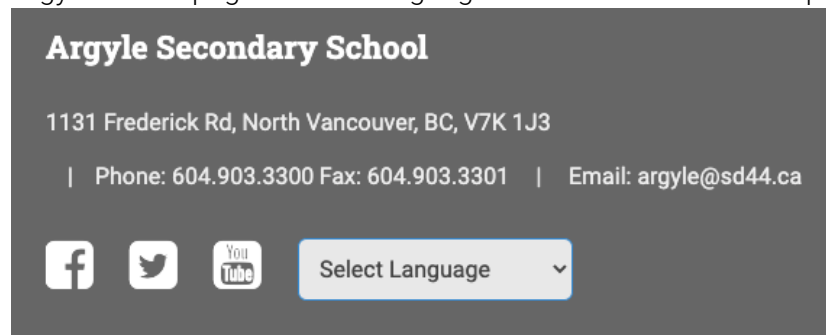 Argyle Secondary School
1131 Frederick Rd, North Vancouver, BC, V7K 1J3
| Phone: 604.903.3300 Fax: 604.903.3301 | Email: argyle@sd44.ca
You
Tube
Select Language